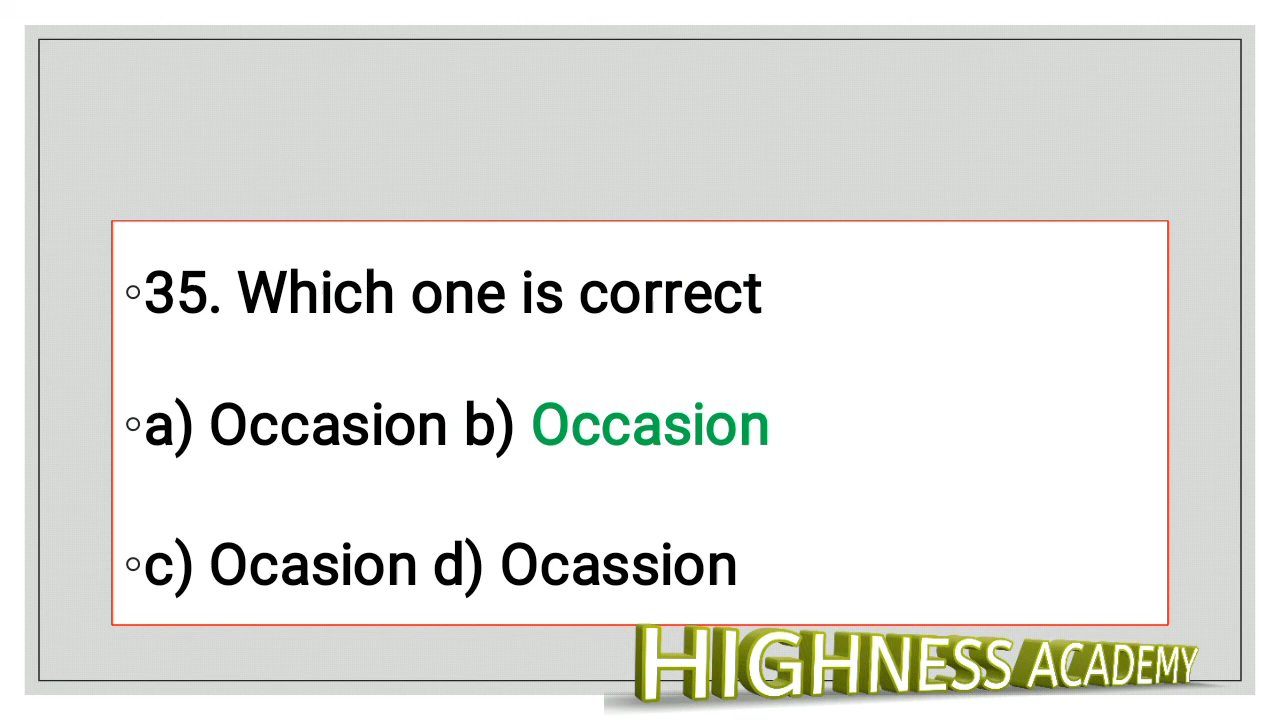 ◦35. Which one is correct
◦a) Occasion b) Occasion
◦c) Ocasion d) Ocassion
HIGHNESS ACADEMY